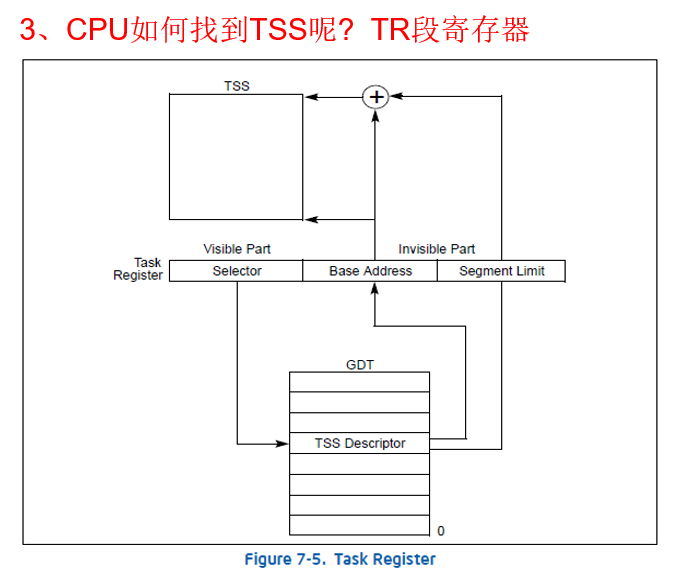 3、CPU如何找到TSS呢？TR段寄存器
TSS
+
Visible Part
Invisible Part
Task
Register
Selector
Base Address
Segment Limit
GDT
TSS Descriptor
0
Figure 7-5. Task Register